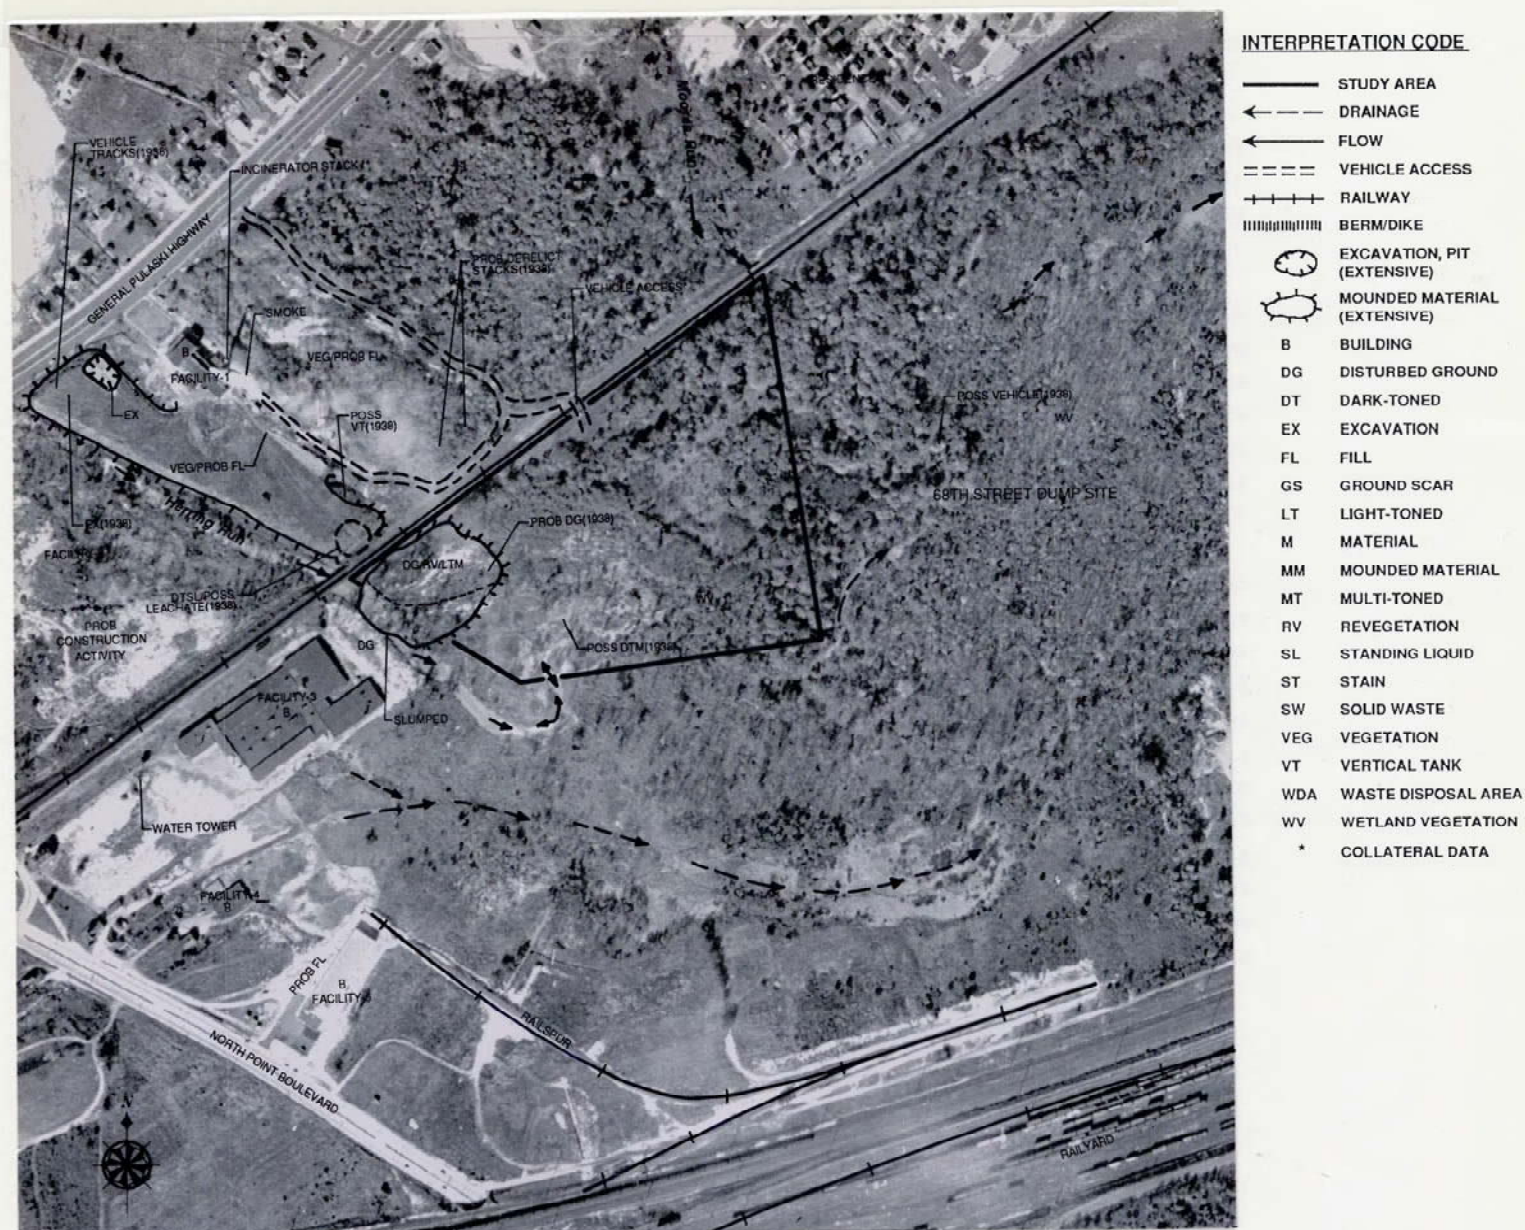 VEHICLE
TRACKS(1938)
INCINERATOR STACK*
GENERAL PULASKI HIGHWAY
RESIDENCES
PROB DERELICT
STACKS(1938)
VEHICLE ACCESS*
SMOKE
VEG/PROB FL
B
FACILITY-1
EX
POSS
VT(1938)
VEG/PROB FL
Herring Run
EX(1938)
PROB DG(1938)
DG/RV/LTM
DTSL/POSS
LEACHATE(1938)
PROB
CONSTRUCTION
ACTIVITY
DG
POSS DTM(1938)
POSS VEHICLE(1938)
WV
68TH STREET DUMP SITE
WV
FACILITY-3
B
SLUMPED
WATER TOWER
FACILITY-4
B
PROB FL
B
RAILSPUR
NORTH POINT BOULEVARD
RAILYARD
N
INTERPRETATION CODE
STUDY AREA
DRAINAGE
FLOW
VEHICLE ACCESS
RAILWAY
BERM/DIKE
EXCAVATION, PIT
(EXTENSIVE)
MOUNDED MATERIAL
(EXTENSIVE)
B BUILDING
DG DISTURBED GROUND
DT DARK-TONED
EX EXCAVATION
FL FILL
GS GROUND SCAR
LT LIGHT-TONED
M MATERIAL
MM MOUNDED MATERIAL
MT MULTI-TONED
RV REVEGETATION
SL STANDING LIQUID
ST STAIN
SW SOLID WASTE
VEG VEGETATION
VT VERTICAL TANK
WDA WASTE DISPOSAL AREA
WV WETLAND VEGETATION
* COLLATERAL DATA